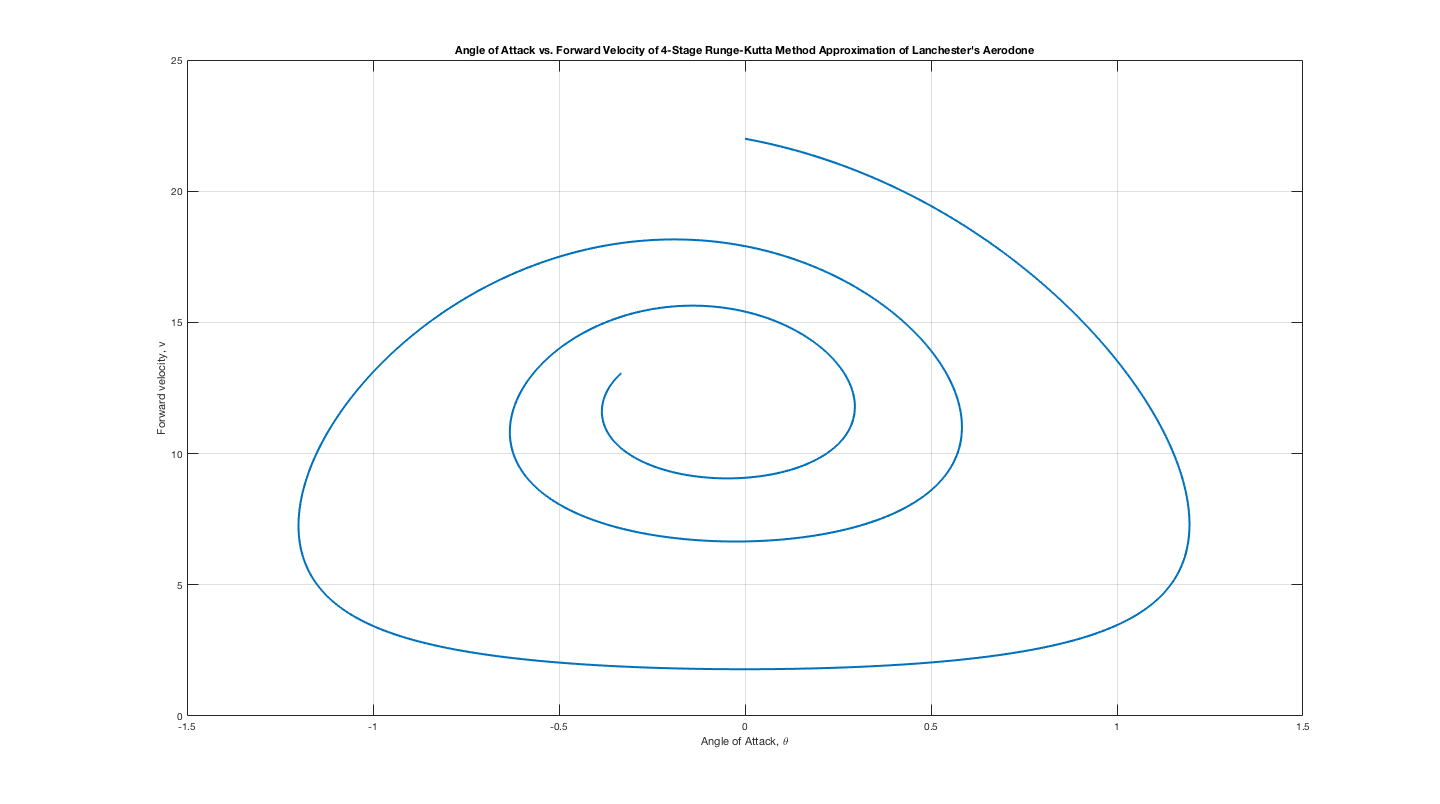 Angle of Attack vs. Forward Velocity of 4-Stage Runge-Kutta Method Approximation of Lanchester's Aerodone
25
20
15
10
5
0
Forward velocity, v
-1.5 -1 -0.5 0 0.5 1 1.5
Angle of Attack, θ